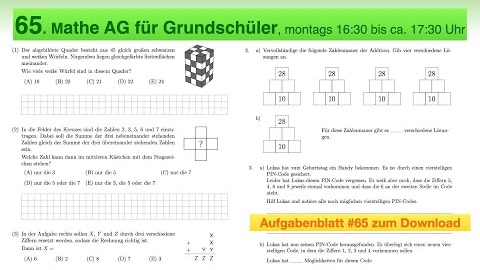 65. Mathe AG für Grundschüler, montags 16:30 bis ca. 17:30 Uhr
(1) Der abgebildete Quader besteht aus 45 gleich großen schwarzen
und weißen Würfeln. Nirgendwo liegen gleichgefärbte Seitenflächen
aneinander.
Wie viele weiße Würfel sind in diesem Quader?
(A) 18 (B) 20 (C) 21 (D) 22 (E) 24
(2) In die Felder des Kreuzes sind die Zahlen 2, 3, 5, 6 und 7 einzu-
tragen. Dabei soll die Summe der drei nebeneinander stehenden
Zahlen gleich der Summe der drei übereinander stehenden Zahlen
sein.
Welche Zahl kann dann im mittleren Kästchen mit dem Frageze-
ichen stehen?
?
(A) nur die 3 (B) nur die 5 (C) nur die 7
(D) nur die 5 oder die 7 (E) nur die 3, die 5 oder die 7
(3) In der Aufgabe rechts sollen X, Y und Z durch drei verschiedene
Ziffern ersetzt werden, sodass die Rechnung richtig ist.
Dann ist X =
(A) 6 (B) 2 (C) 8 (D) 7 (E) 3
X
+ X
+ Y Y
Z Z Z
2. a) Vervollständige die folgende Zahlenmauer der Addition. Gib vier verschiedene Lö-
sungen an.
28 28 28 28
10 10 10 10
b)
28
10
Für diese Zahlenmauer gibt es ____ verschiedene Lösun-
gen.
3. a) Lukas hat zum Geburtstag ein Handy bekommen. Es ist durch einen vierstelligen
PIN-Code gesichert.
Leider hat Lukas diesen PIN-Code vergessen. Er weiß aber noch, dass die Ziffern 3,
4, 6 und 8 jeweils einmal vorkommen und dass die 6 an der zweiten Stelle im Code
steht.
Hilf Lukas und notiere alle noch möglichen vierstelligen PIN-Codes.
Aufgabenblatt #65 zum Download
b) Lukas hat nun seinen PIN-Code herausgefunden. Er überlegt sich einen neuen vier-
stelligen Code, in dem die Ziffern 1, 2, 3 und 4 vorkommen sollen.
Lukas hat ____ Möglichkeiten für diesen Code.